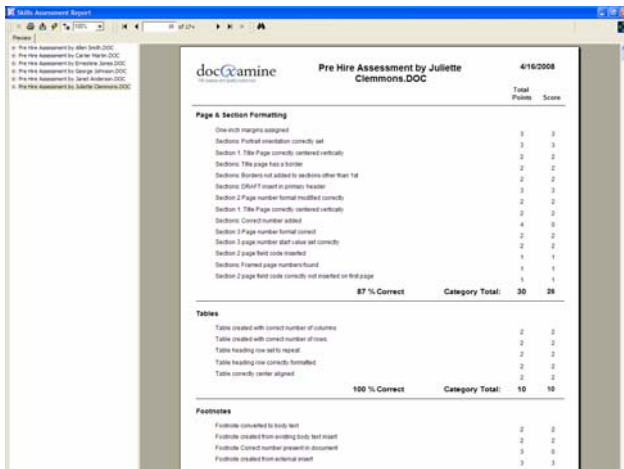 Skills Assessment Report
100%
of 17+
Preview
Pre Hire Assessment by Allen Smith.DOC
Pre Hire Assessment by Carter Martin.DOC
Pre Hire Assessment by Ernestine Jones.DOC
Pre Hire Assessment by George Johnson.DOC
Pre Hire Assessment by Janet Anderson.DOC
Pre Hire Assessment by Juliette Clemmons.DOC
docXamine
Pre Hire Assessment by Juliette Clemmons.DOC
4/16/2008
Total Points Score
Page & Section Formatting
One-inch margins assigned 3 3
Sections: Portrait orientation correctly set 3 3
Section 1: Title Page correctly centered vertically 2 2
Sections: Title page has a border 2 2
Sections: Borders not added to sections other than 1st 2 2
Sections: DRAFT insert in primary header 3 3
Section 2 Page number format modified correctly 2 2
Section 1: Title Page correctly centered vertically 2 2
Sections: Correct number added 4 0
Section 3 Page number format correct 2 2
Section 3 page number start value set correctly 2 2
Section 2 page field code inserted 1 1
Sections: Framed page numbers found 1 1
Section 2 page field code correctly not inserted on first page 1 1
87 % Correct Category Total: 30 26
Tables
Table created with correct number of columns 2 2
Table created with correct number of rows 2 2
Table heading row set to repeat 2 2
Table heading row correctly formatted 2 2
Table correctly center aligned 2 2
100 % Correct Category Total: 10 10
Footnotes
Footnote converted to body text 2 2
Footnote created from existing body text insert 2 2
Footnote Correct number present in document 3 0
Footnote created from external insert 3 3